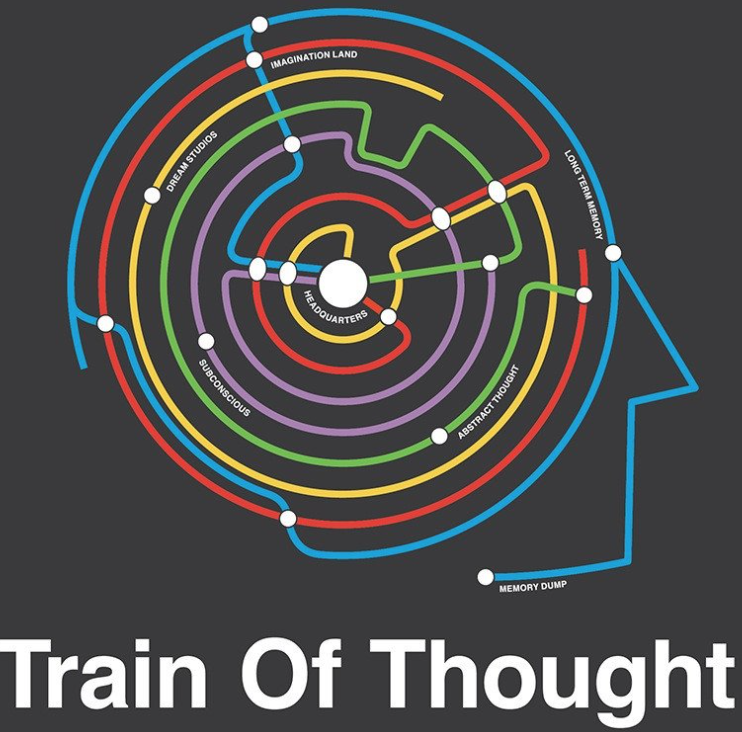 IMAGINATION LAND
DREAM STUDIOS
LONG TERM MEMORY
HEADQUARTERS
SUBCONSCIOUS
ABSTRACT THOUGHT
MEMORY DUMP
Train Of Thought